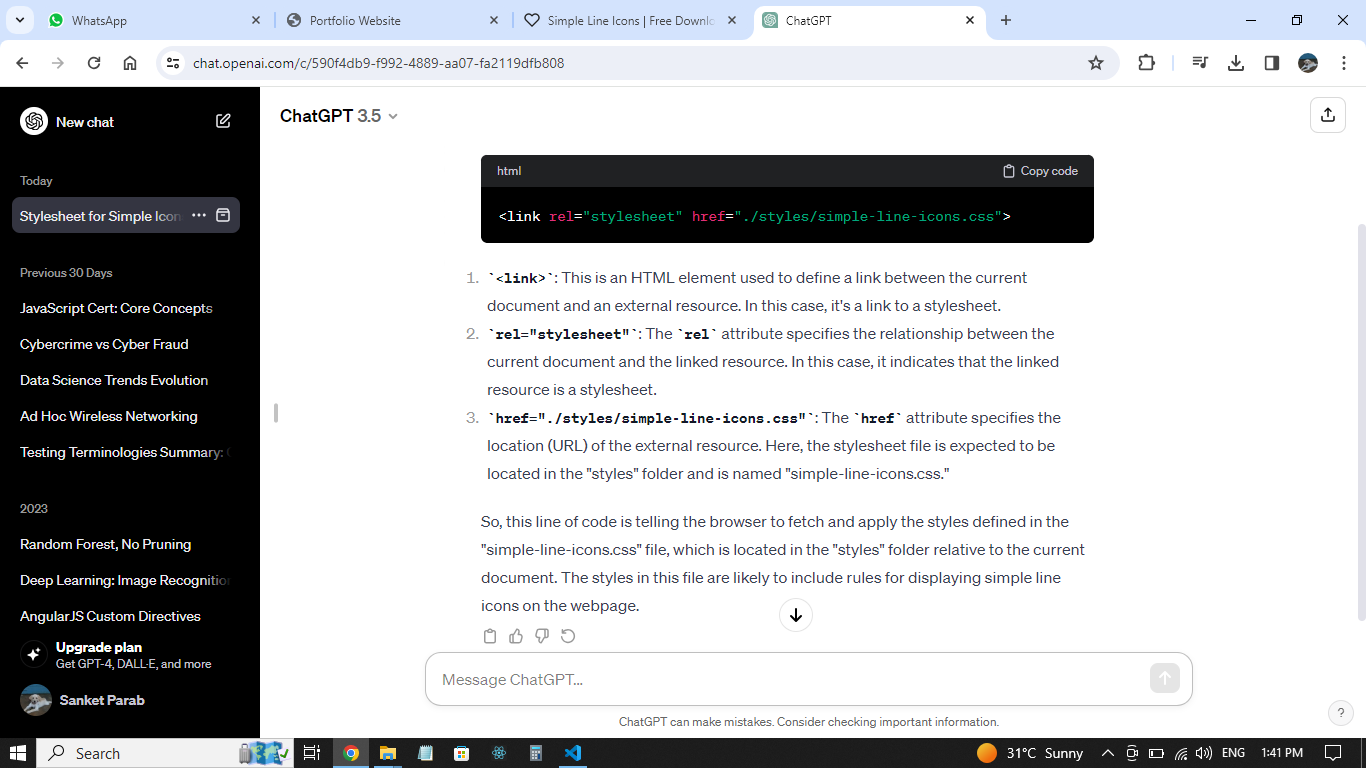 WhatsApp
Portfolio Website
Simple Line Icons | Free Downlo
ChatGPT
chat.openai.com/c/590f4db9-f992-4889-aa07-fa2119dfb808
New chat
Today
Stylesheet for Simple Icon
Previous 30 Days
JavaScript Cert: Core Concepts
Cybercrime vs Cyber Fraud
Data Science Trends Evolution
Ad Hoc Wireless Networking
Testing Terminologies Summary:
2023
Random Forest, No Pruning
Deep Learning: Image Recognition
AngularJS Custom Directives
Upgrade plan
Get GPT-4, DALL·E, and more
Sanket Parab
ChatGPT 3.5
html
Copy code
<link rel="stylesheet" href="./styles/simple-line-icons.css">
1. `<link>`: This is an HTML element used to define a link between the current
document and an external resource. In this case, it's a link to a stylesheet.
2. `rel="stylesheet"`: The `rel` attribute specifies the relationship between the
current document and the linked resource. In this case, it indicates that the linked
resource is a stylesheet.
3. `href="./styles/simple-line-icons.css"`: The `href` attribute specifies the
location (URL) of the external resource. Here, the stylesheet file is expected to be
located in the "styles" folder and is named "simple-line-icons.css."
So, this line of code is telling the browser to fetch and apply the styles defined in the
"simple-line-icons.css" file, which is located in the "styles" folder relative to the current
document. The styles in this file are likely to include rules for displaying simple line
icons on the webpage.
Message ChatGPT...
ChatGPT can make mistakes. Consider checking important information.
?
Search
31°C Sunny
ENG
1:41 PM